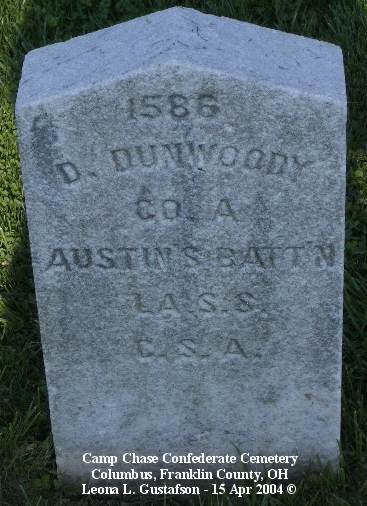 1586
D. DUNWOODY
CO. A
AUSTIN'S BATT'N
LA. S. S.
C. S. A.
Camp Chase Confederate Cemetery
Columbus, Franklin County, OH
Leona L. Gustafson - 15 Apr 2004 ©